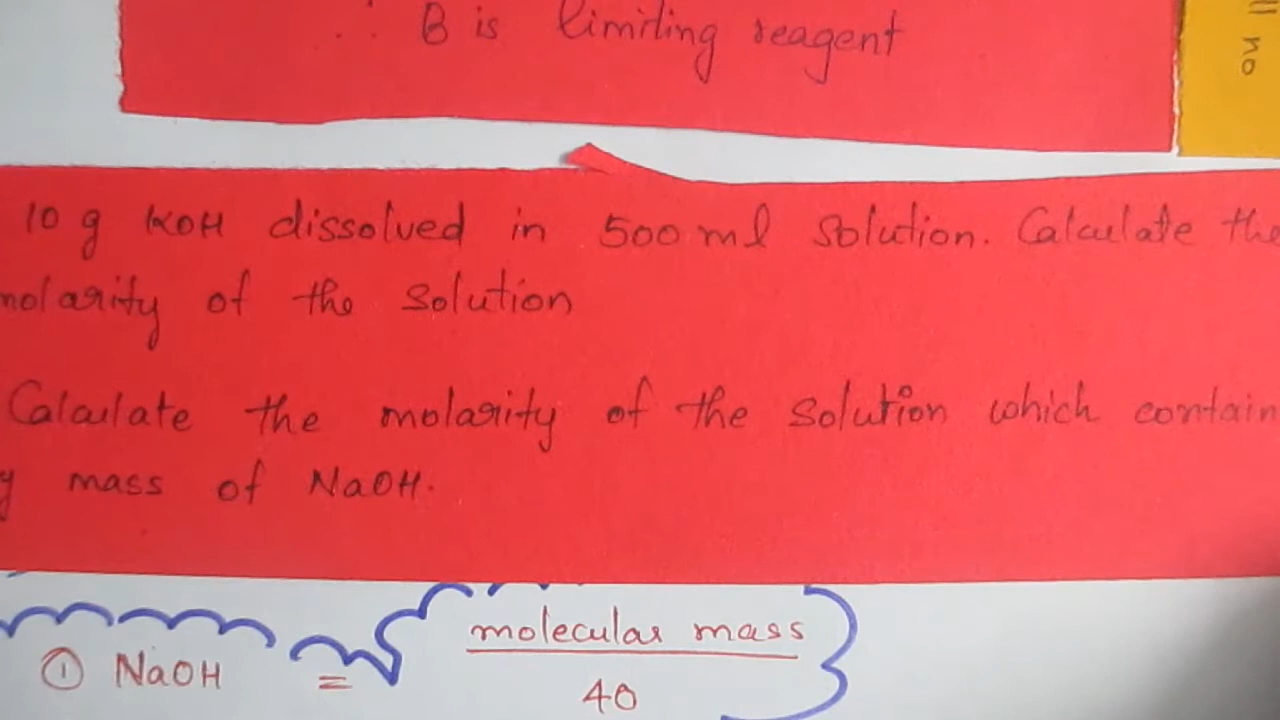 ∴ B is limiting reagent
= no
10 g KOH dissolved in 500 ml solution. Calculate the
molarity of the solution
Calculate the molarity of the solution which contain
y mass of NaOH.
molecular mass
① NaOH =
40